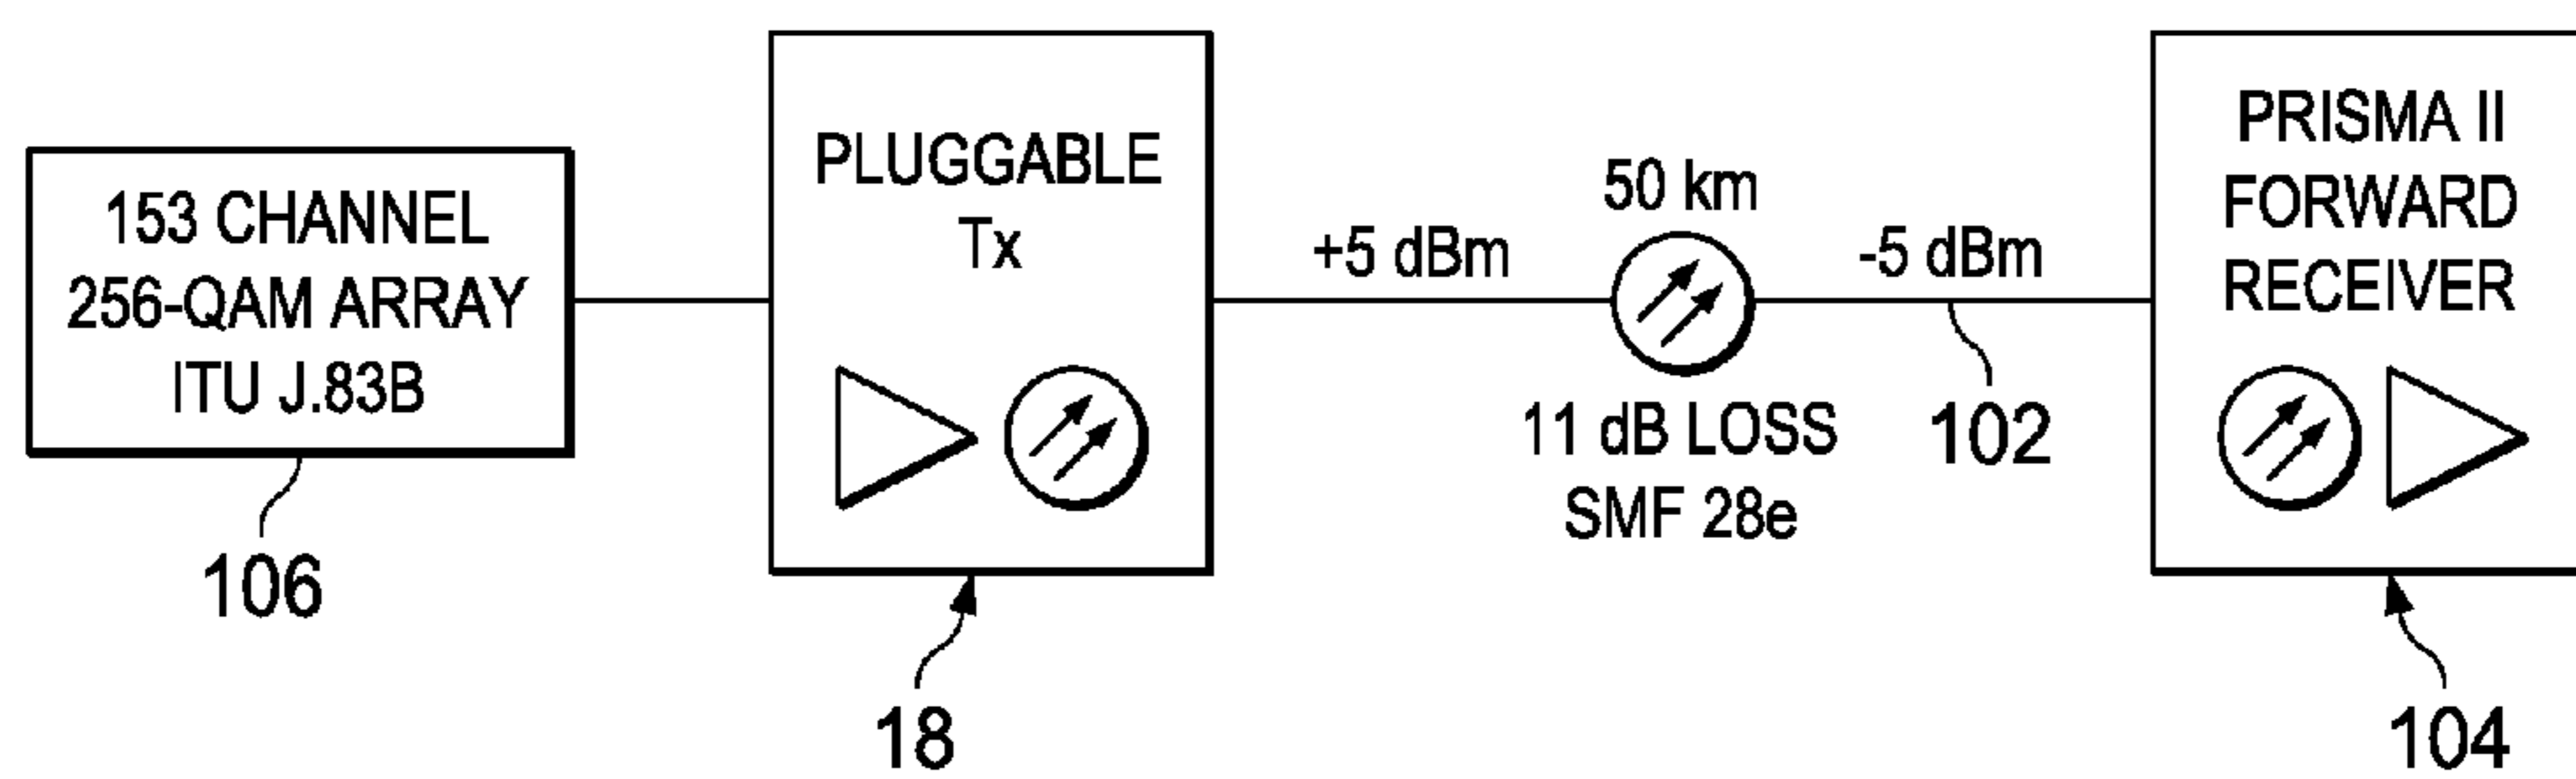 153 CHANNEL
256-QAM ARRAY
ITU J.83B
106
PLUGGABLE
Tx
18
+5 dBm
50 km
11 dB LOSS
SMF 28e
-5 dBm
102
PRISMA II
FORWARD
RECEIVER
104